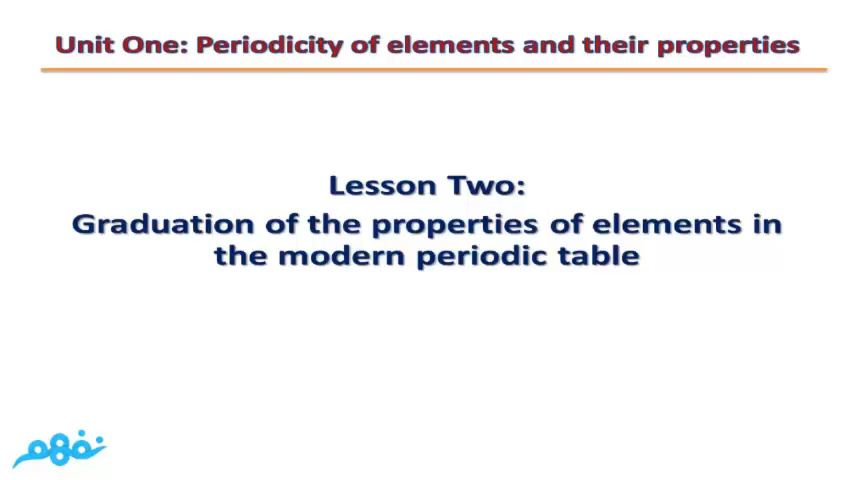 Unit One: Periodicity of elements and their properties
Lesson Two:
Graduation of the properties of elements in
the modern periodic table
نفهم